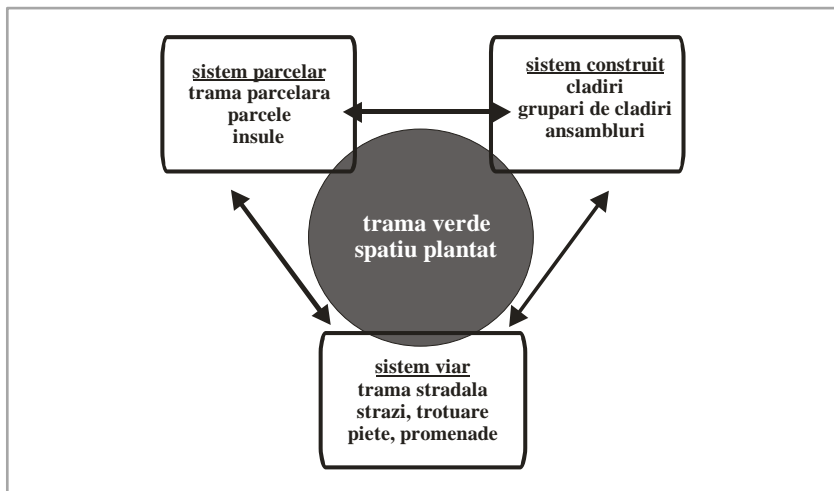 sistem parcelar
trama parcelara
parcele
insule
sistem construit
cladiri
grupari de cladiri
ansambluri
trama verde
spatiu plantat
sistem viar
trama stradala
strazi, trotuare
piete, promenade